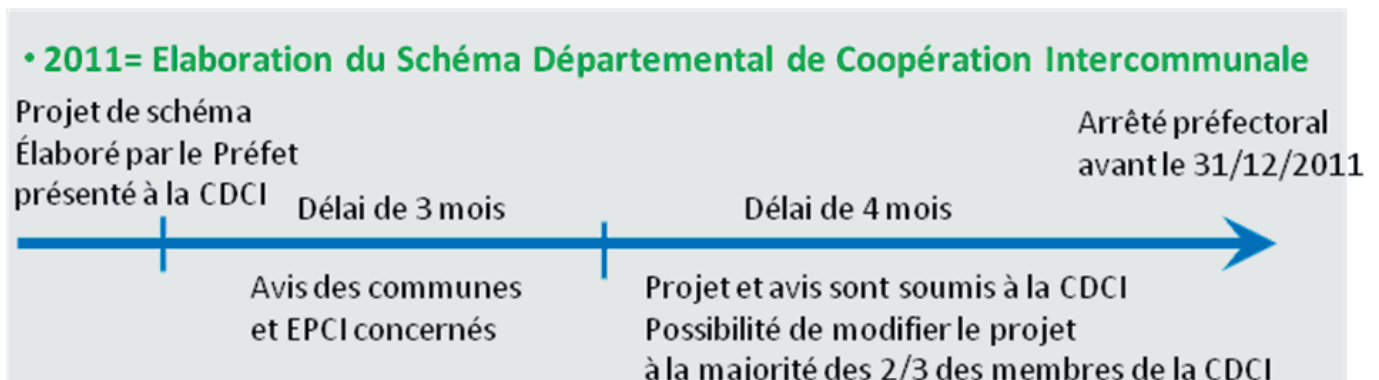 • 2011= Elaboration du Schéma Départemental de Coopération Intercommunale
Projet de schéma
Élaboré par le Préfet
présenté à la CDCI
Délai de 3 mois
Délai de 4 mois
Arrêté préfectoral
avant le 31/12/2011
Avis des communes
et EPCI concernés
Projet et avis sont soumis à la CDCI
Possibilité de modifier le projet
à la majorité des 2/3 des membres de la CDCI